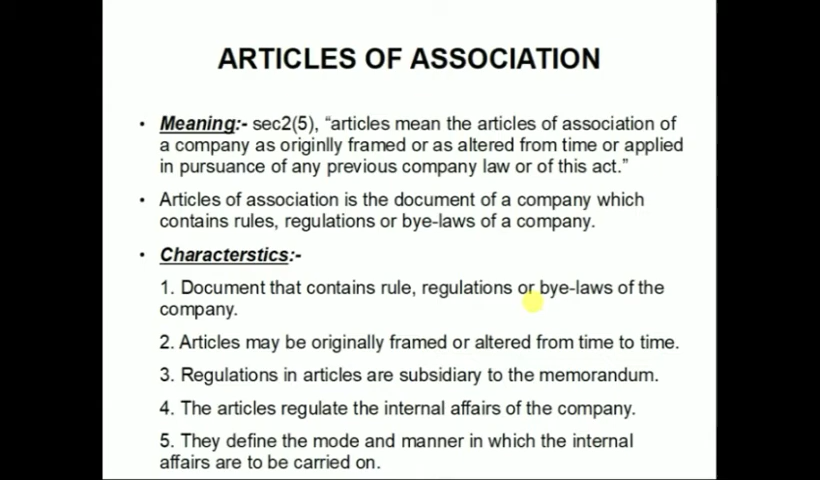 ARTICLES OF ASSOCIATION
• Meaning:- sec2(5), “articles mean the articles of association of
a company as originlly framed or as altered from time or applied
in pursuance of any previous company law or of this act.”
• Articles of association is the document of a company which
contains rules, regulations or bye-laws of a company.
• Characterstics:-
1. Document that contains rule, regulations or bye-laws of the
company.
2. Articles may be originally framed or altered from time to time.
3. Regulations in articles are subsidiary to the memorandum.
4. The articles regulate the internal affairs of the company.
5. They define the mode and manner in which the internal
affairs are to be carried on.